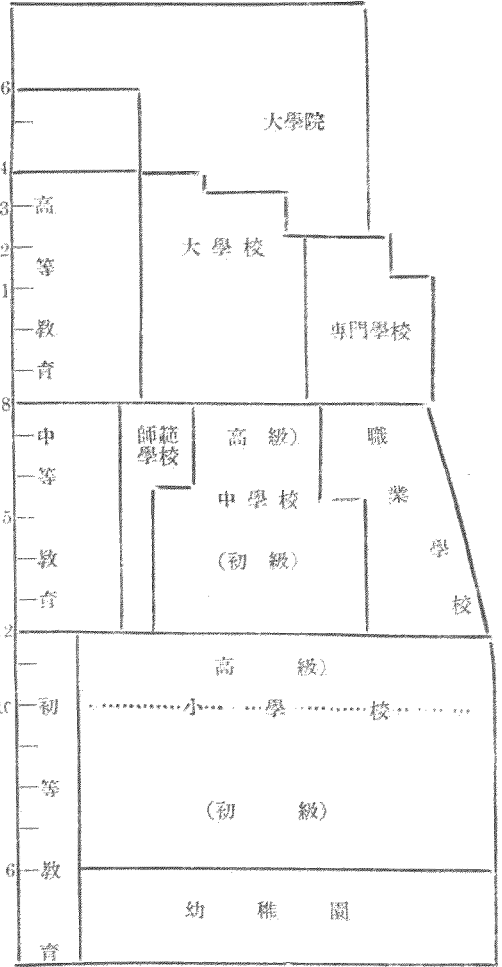 6
大學院
4
3
高等教育
2
大學校
1
専門學校
8
中等教育
師範
學校
高級)
中學校
(初級)
職業學校
5
2
高級)
小學校
10
初等教育
(初級)
6
幼稚園